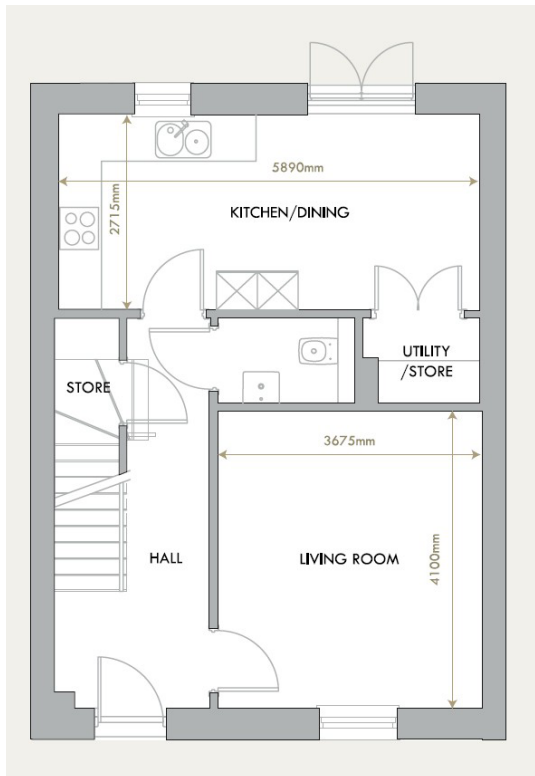 5890mm
2715mm
KITCHEN/DINING
UTILITY
/STORE
STORE
3675mm
HALL
LIVING ROOM
4100mm